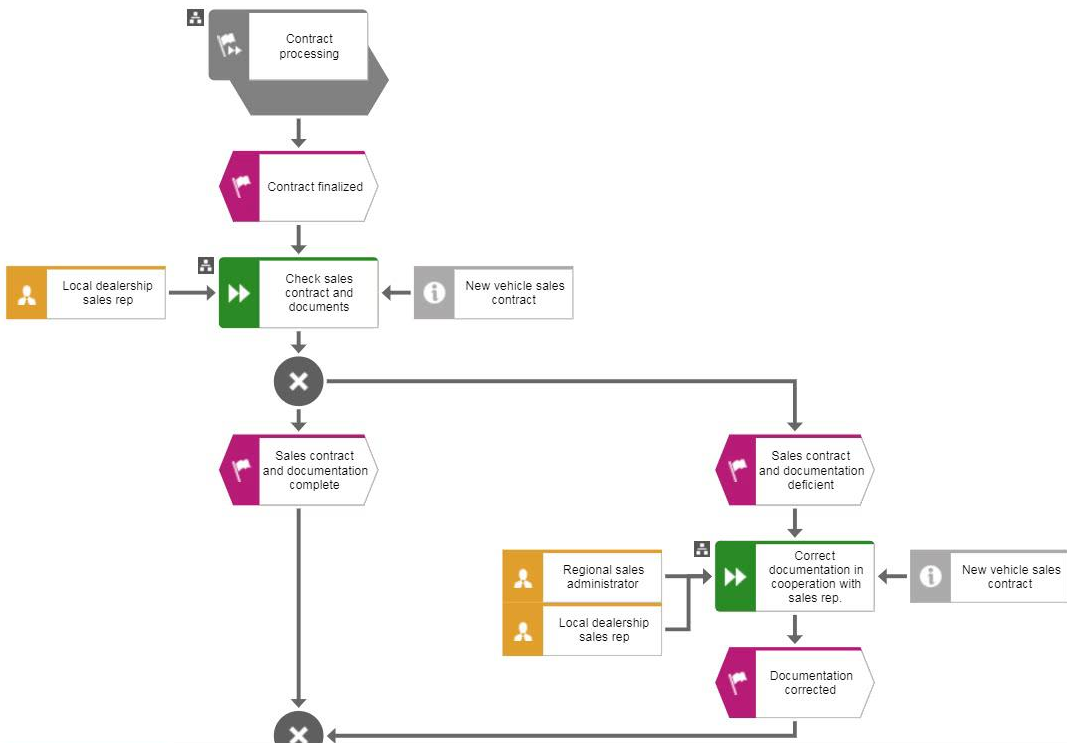 Contract
processing
Contract finalized
Local dealership
sales rep
Check sales
contract and
documents
New vehicle sales
contract
Sales contract
and documentation
complete
Sales contract
and documentation
deficient
Regional sales
administrator
Local dealership
sales rep
Correct
documentation in
cooperation with
sales rep.
New vehicle sales
contract
Documentation
corrected